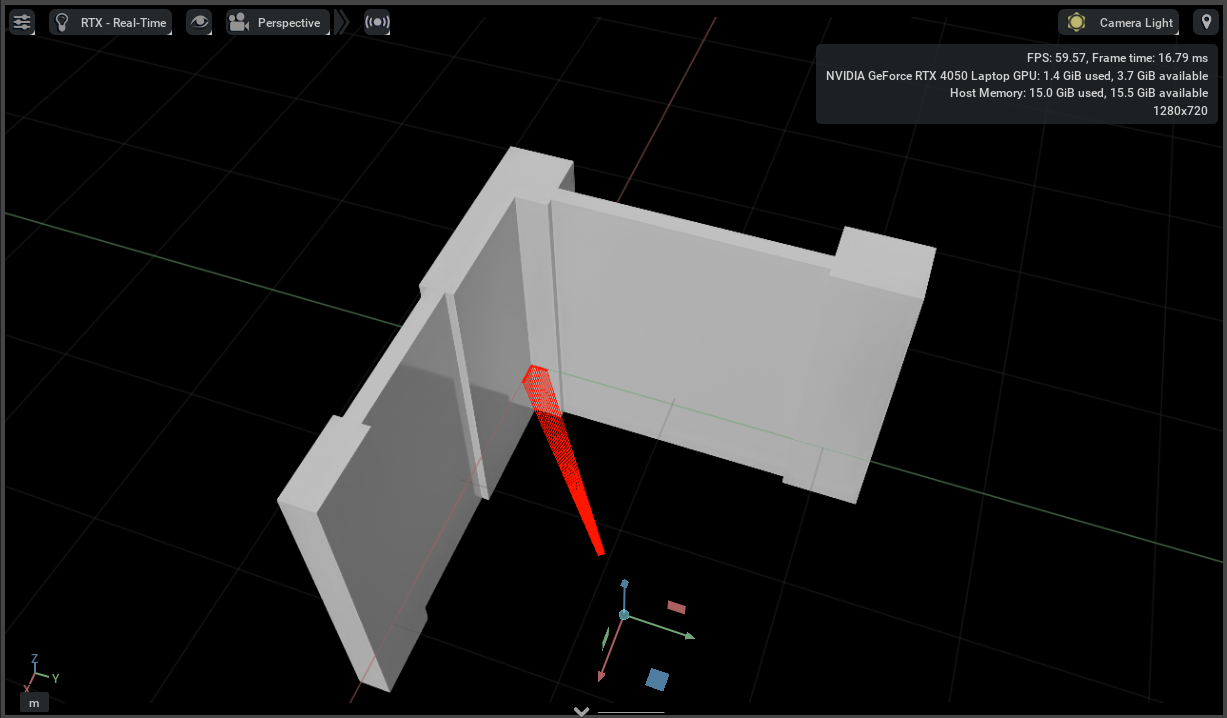 RTX - Real-Time
Perspective
Camera Light
FPS: 59.57, Frame time: 16.79 ms
NVIDIA GeForce RTX 4050 Laptop GPU: 1.4 GiB used, 3.7 GiB available
Host Memory: 15.0 GiB used, 15.5 GiB available
1280x720
Z
Y
X
m